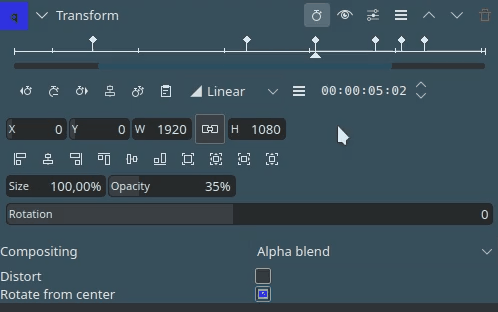 Transform
Linear 00:00:05:02
X 0 Y 0 W 1920 H 1080
Size 100,00% Opacity 35%
Rotation 0
Compositing Alpha blend
Distort
Rotate from center